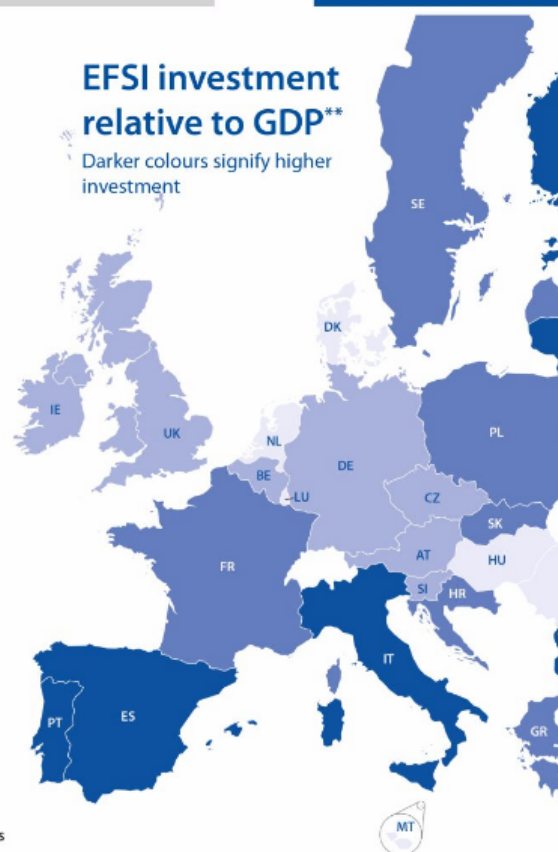 EFSI investment
relative to GDP**
Darker colours signify higher
investment
SE
DK
IE
UK
NL
PL
BE
DE
LU
CZ
SK
AT
HU
FR
SI
HR
IT
PT
ES
GR
MT
s